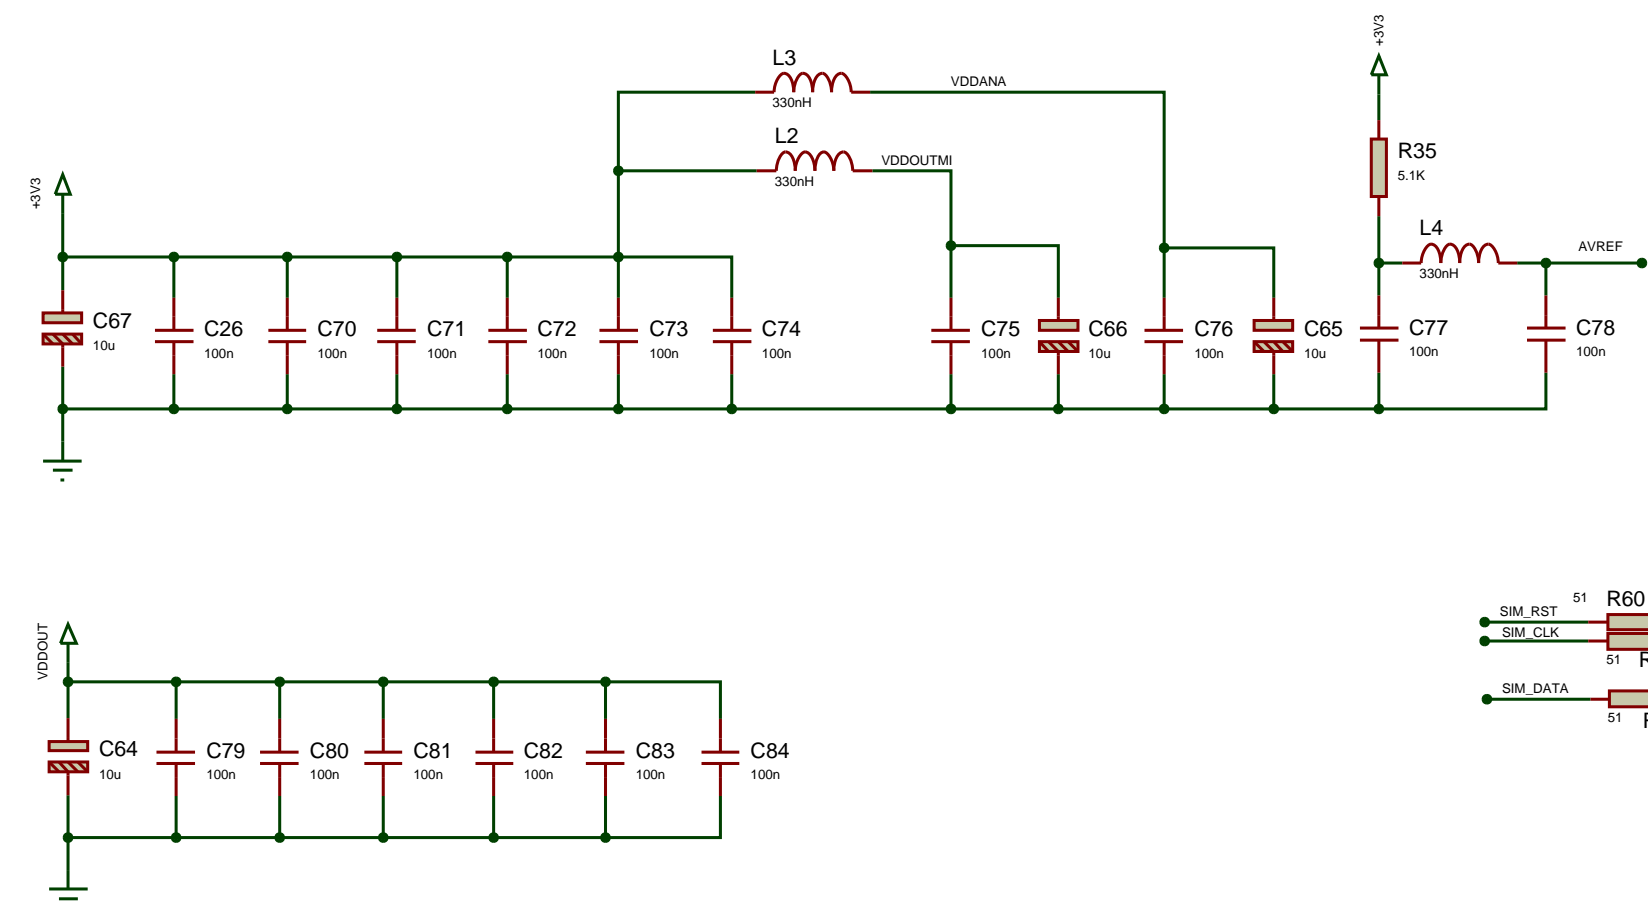 +3V3
L3
VDDANA
330nH
L2
VDDOUTMI
330nH
+3V3
R35
5.1K
L4
AVREF
330nH
C67
10u
C26
100n
C70
100n
C71
100n
C72
100n
C73
100n
C74
100n
C75
100n
C66
10u
C76
100n
C65
10u
C77
100n
C78
100n
VDDOUT
C64
10u
C79
100n
C80
100n
C81
100n
C82
100n
C83
100n
C84
100n
51 R60
SIM_RST
SIM_CLK
51
SIM_DATA
51